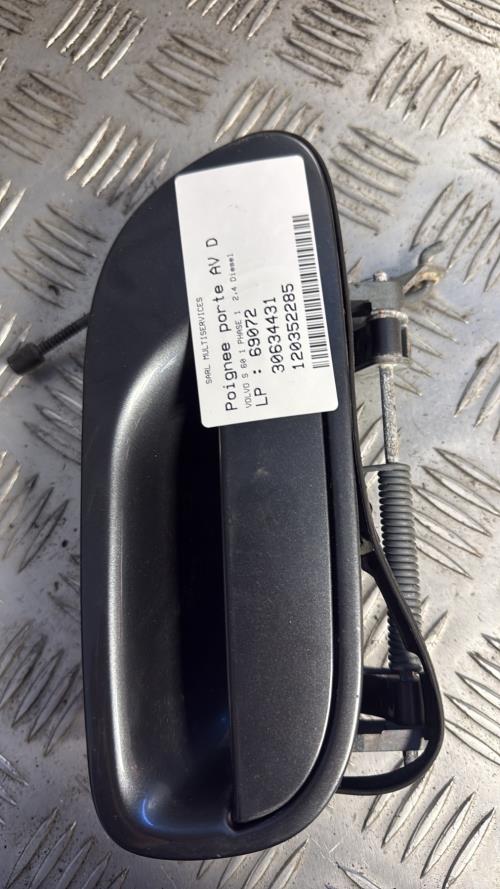 SARL MULTISERVICES
Poignee porte AV D
VOLVO S 60 1 PHASE 1 2.4 Diesel
LP : 69072
30634431
120352285